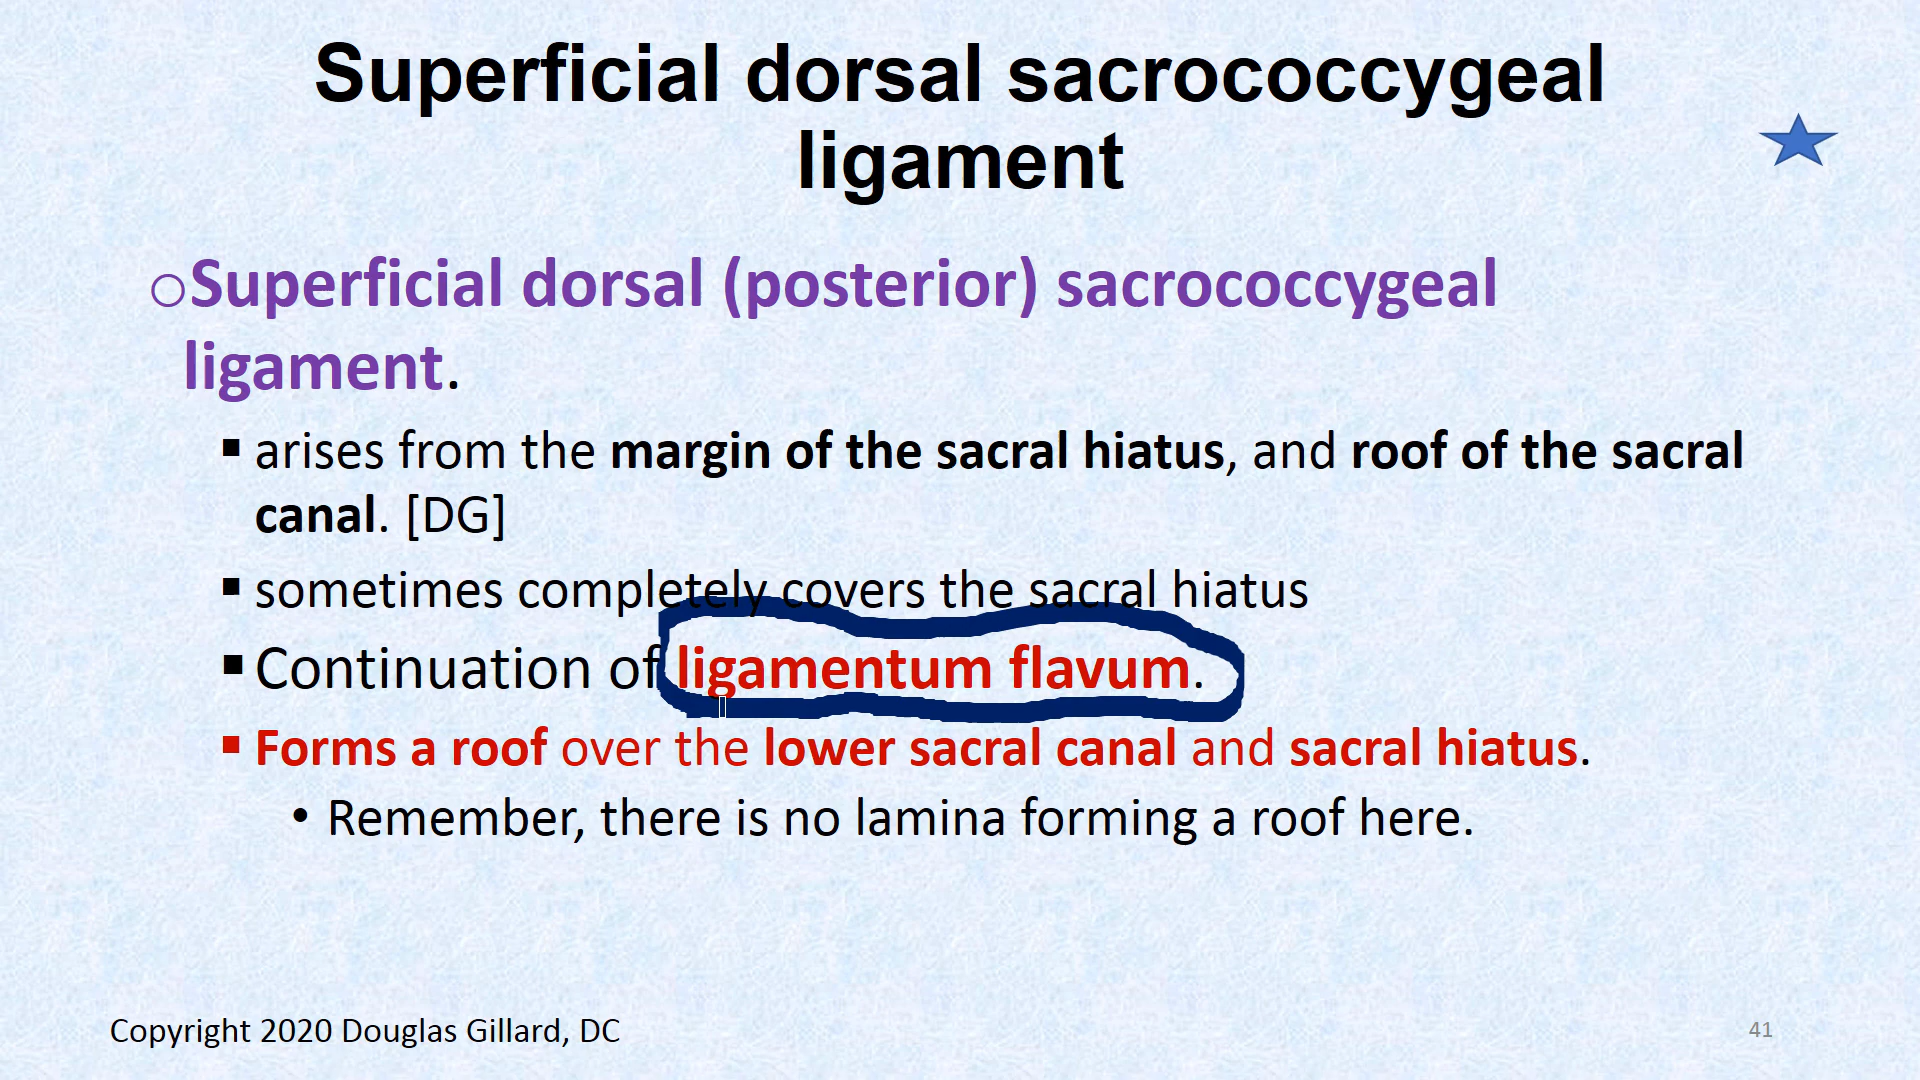 Superficial dorsal sacrococcygeal
ligament
Superficial dorsal (posterior) sacrococcygeal
ligament.
arises from the margin of the sacral hiatus, and roof of the sacral
canal. [DG]
sometimes completely covers the sacral hiatus
Continuation of ligamentum flavum.
Forms a roof over the lower sacral canal and sacral hiatus.
Remember, there is no lamina forming a roof here.
Copyright 2020 Douglas Gillard, DC
41